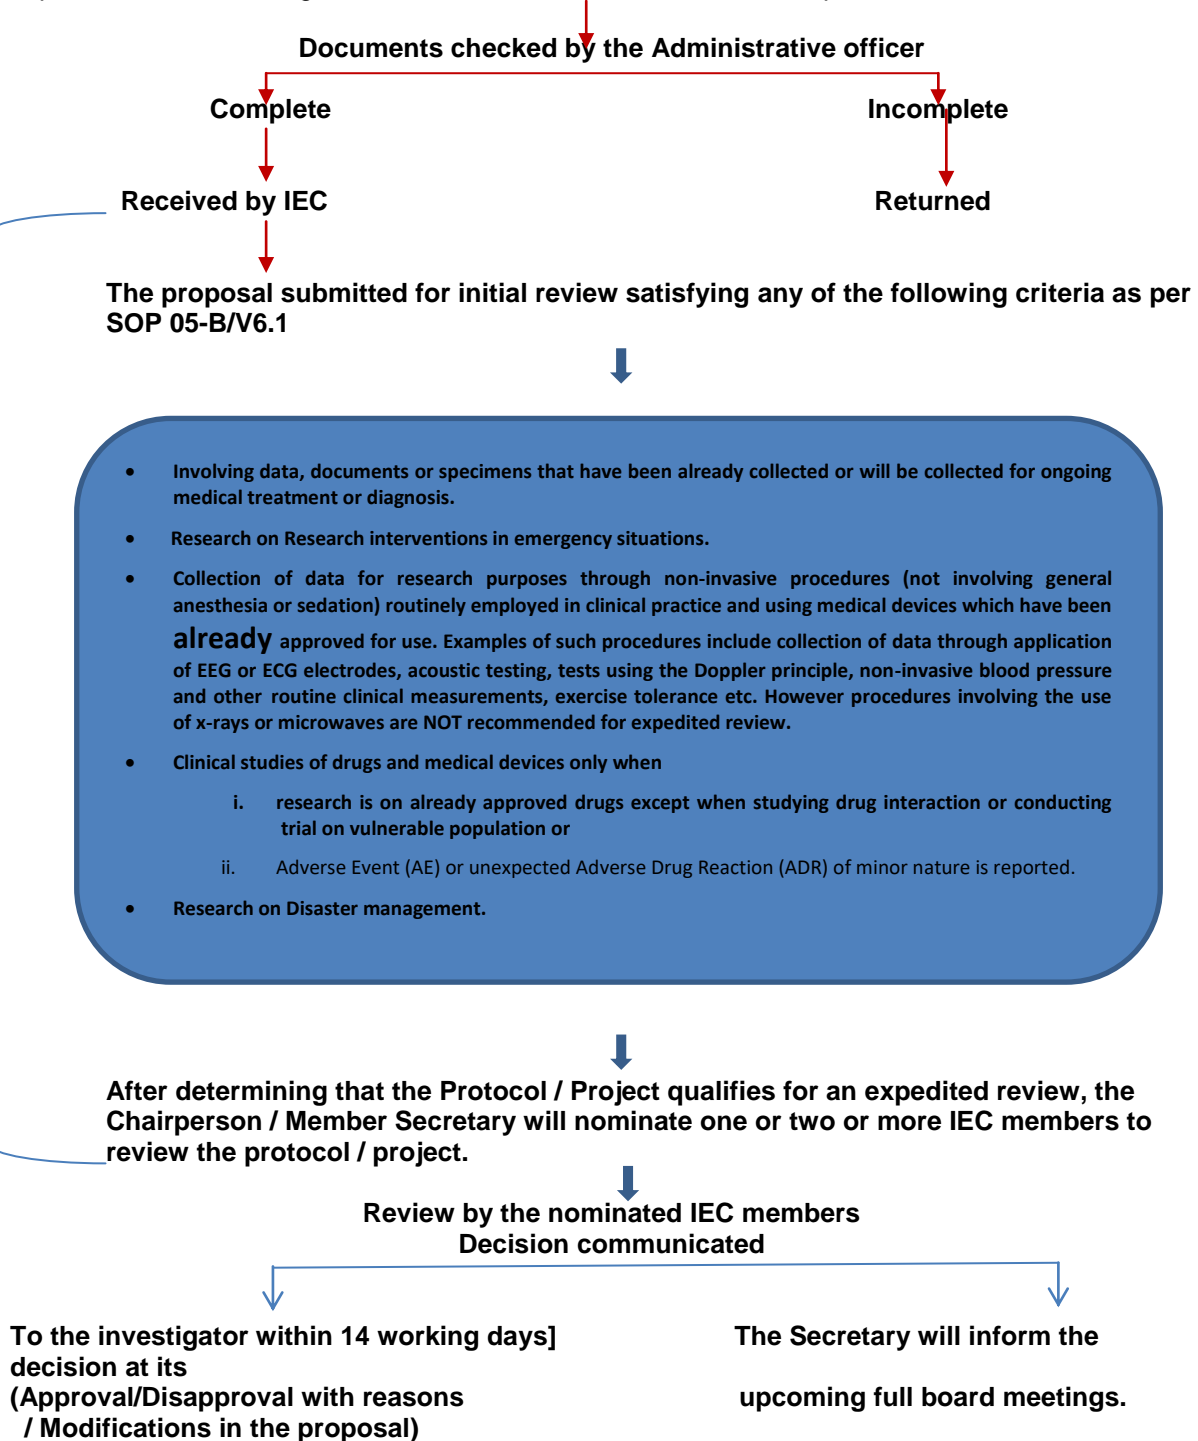 Documents checked by the Administrative officer
Complete Incomplete
Received by IEC Returned
The proposal submitted for initial review satisfying any of the following criteria as per
SOP 05-B/V6.1
• Involving data, documents or specimens that have been already collected or will be collected for ongoing
medical treatment or diagnosis.
• Research on Research interventions in emergency situations.
• Collection of data for research purposes through non-invasive procedures (not involving general
anesthesia or sedation) routinely employed in clinical practice and using medical devices which have been
already approved for use. Examples of such procedures include collection of data through application
of EEG or ECG electrodes, acoustic testing, tests using the Doppler principle, non-invasive blood pressure
and other routine clinical measurements, exercise tolerance etc. However procedures involving the use
of x-rays or microwaves are NOT recommended for expedited review.
• Clinical studies of drugs and medical devices only when
i. research is on already approved drugs except when studying drug interaction or conducting
trial on vulnerable population or
ii. Adverse Event (AE) or unexpected Adverse Drug Reaction (ADR) of minor nature is reported.
• Research on Disaster management.
After determining that the Protocol / Project qualifies for an expedited review, the
Chairperson / Member Secretary will nominate one or two or more IEC members to
review the protocol / project.
Review by the nominated IEC members
Decision communicated
To the investigator within 14 working days] The Secretary will inform the
decision at its
(Approval/Disapproval with reasons upcoming full board meetings.
/ Modifications in the proposal)